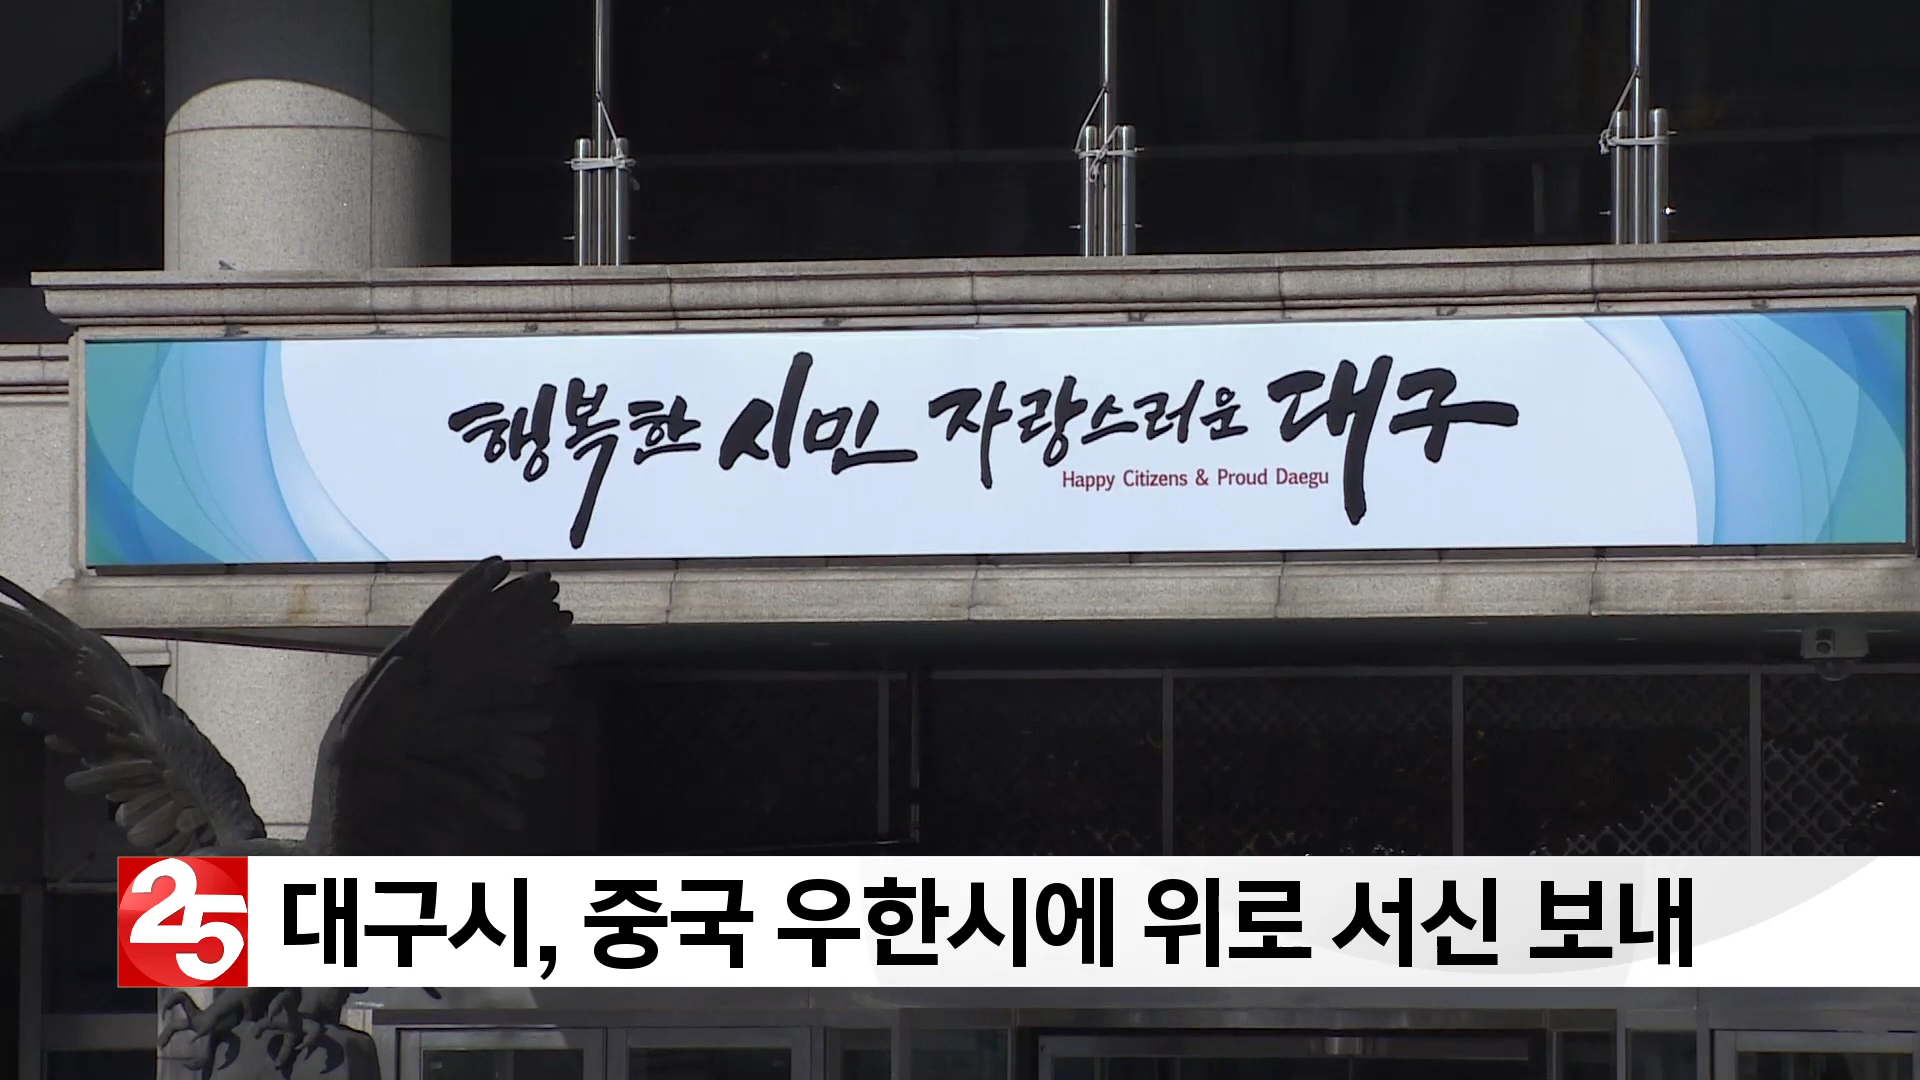 행복한 시민 자랑스러운 대구
Happy Citizens & Proud Daegu
25 대구시, 중국 우한시에 위로 서신 보내